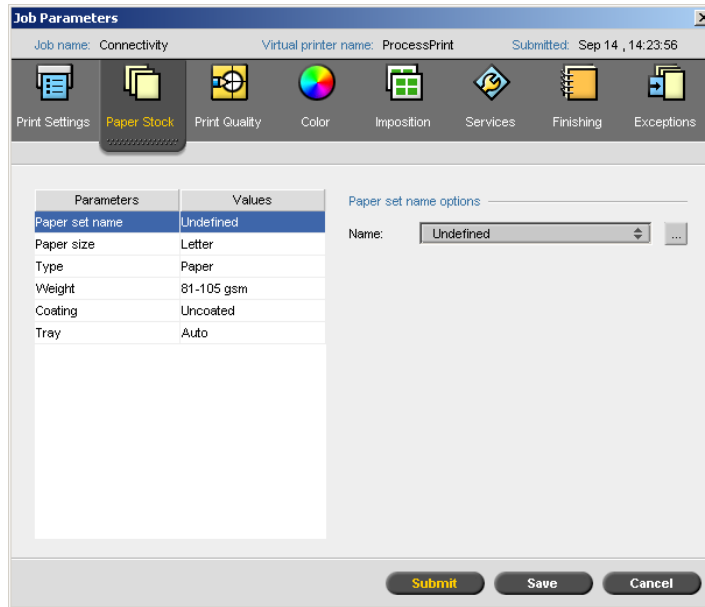 Job Parameters
Job name: Connectivity Virtual printer name: ProcessPrint Submitted: Sep 14 , 14:23:56
Print Settings Paper Stock Print Quality Color Imposition Services Finishing Exceptions
Parameters Values
Paper set name Undefined
Paper size Letter
Type Paper
Weight 81-105 gsm
Coating Uncoated
Tray Auto
Paper set name options
Name: Undefined ...
Submit Save Cancel